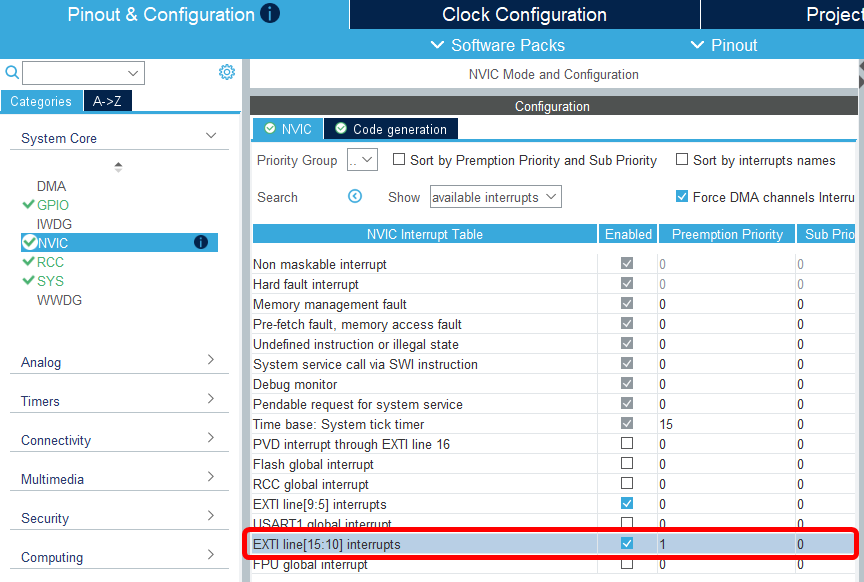 Pinout & Configuration
Clock Configuration
Project
Software Packs
Pinout
NVIC Mode and Configuration
Categories
A->Z
Configuration
System Core
NVIC
Code generation
Priority Group ..
Sort by Premption Priority and Sub Priority
Sort by interrupts names
DMA
GPIO
IWDG
NVIC
RCC
SYS
WWDG
Search
Show available interrupts
Force DMA channels Interru
NVIC Interrupt Table Enabled Preemption Priority Sub Prio
Non maskable interrupt 0 0
Hard fault interrupt 0 0
Memory management fault 0 0
Pre-fetch fault, memory access fault 0 0
Undefined instruction or illegal state 0 0
System service call via SWI instruction 0 0
Debug monitor 0 0
Pendable request for system service 0 0
Time base: System tick timer 15 0
PVD interrupt through EXTI line 16 0 0
Flash global interrupt 0 0
RCC global interrupt 0 0
EXTI line[9:5] interrupts 0 0
USART1 global interrupt 0 0
EXTI line[15:10] interrupts 1 0
FPU global interrupt 0 0
Analog
Timers
Connectivity
Multimedia
Security
Computing